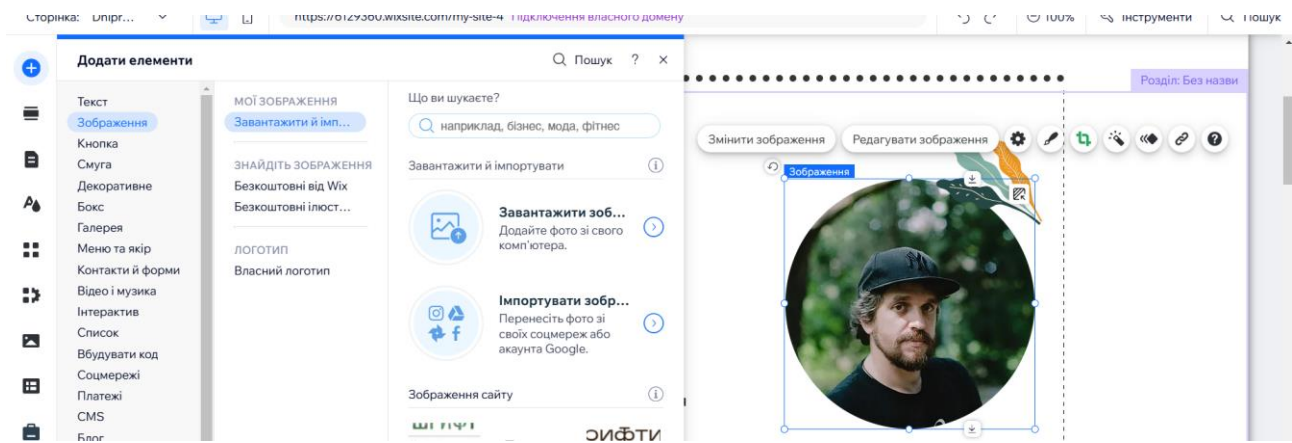 Сторінка: Dnipr...
https://6129360.wixsite.com/my-site-4 Підключення власного домену
100%
Інструменти
Пошук
Додати елементи
Пошук ?
Розділ: Без назви
Текст
Зображення
Кнопка
Смуга
Декоративне
Бокс
Галерея
Меню та якір
Контакти й форми
Відео і музика
Інтерактив
Список
Вбудувати код
Соцмережі
Платежі
CMS
Блог
МОЇ ЗОБРАЖЕННЯ
Завантажити й імп...
ЗНАЙДІТЬ ЗОБРАЖЕННЯ
Безкоштовні від Wix
Безкоштовні ілюст...
ЛОГОТИП
Власний логотип
Що ви шукаєте?
наприклад, бізнес, мода, фітнес
Завантажити й імпортувати
Завантажити зоб...
Додайте фото зі свого
комп'ютера.
Імпортувати зобр...
Перенесіть фото зі
своїх соцмереж або
акаунта Google.
Зображення сайту
Змінити зображення
Редагувати зображення
Зображення